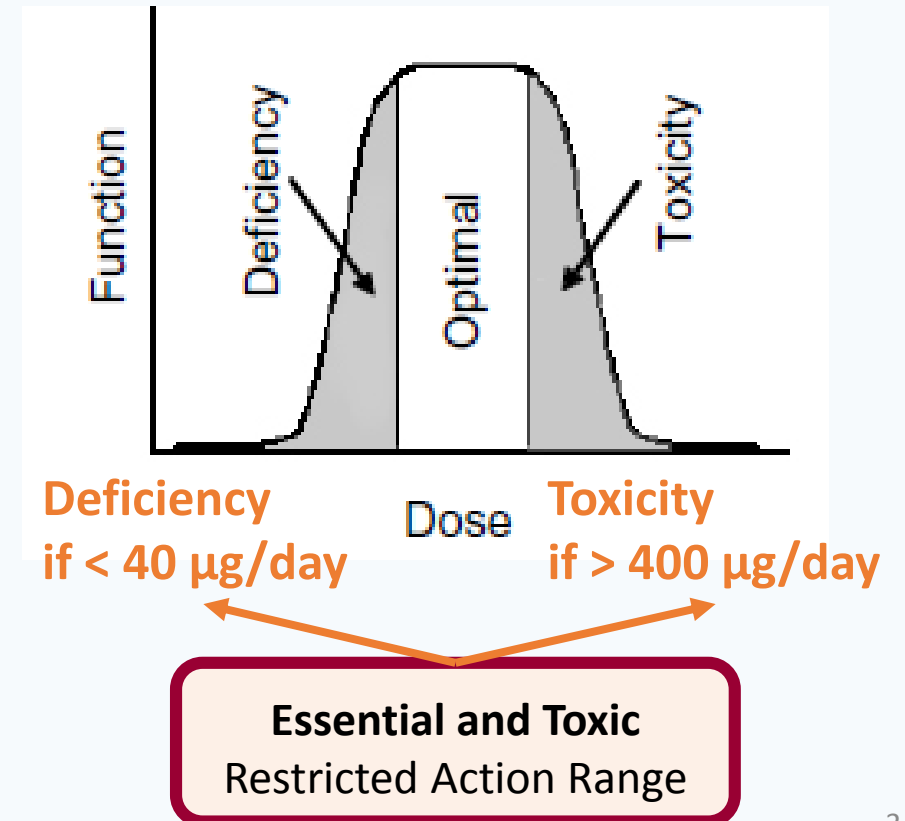 Function
Deficiency
Optimal
Toxicity
Dose
Deficiency
if < 40 µg/day
Toxicity
if > 400 µg/day
Essential and Toxic
Restricted Action Range